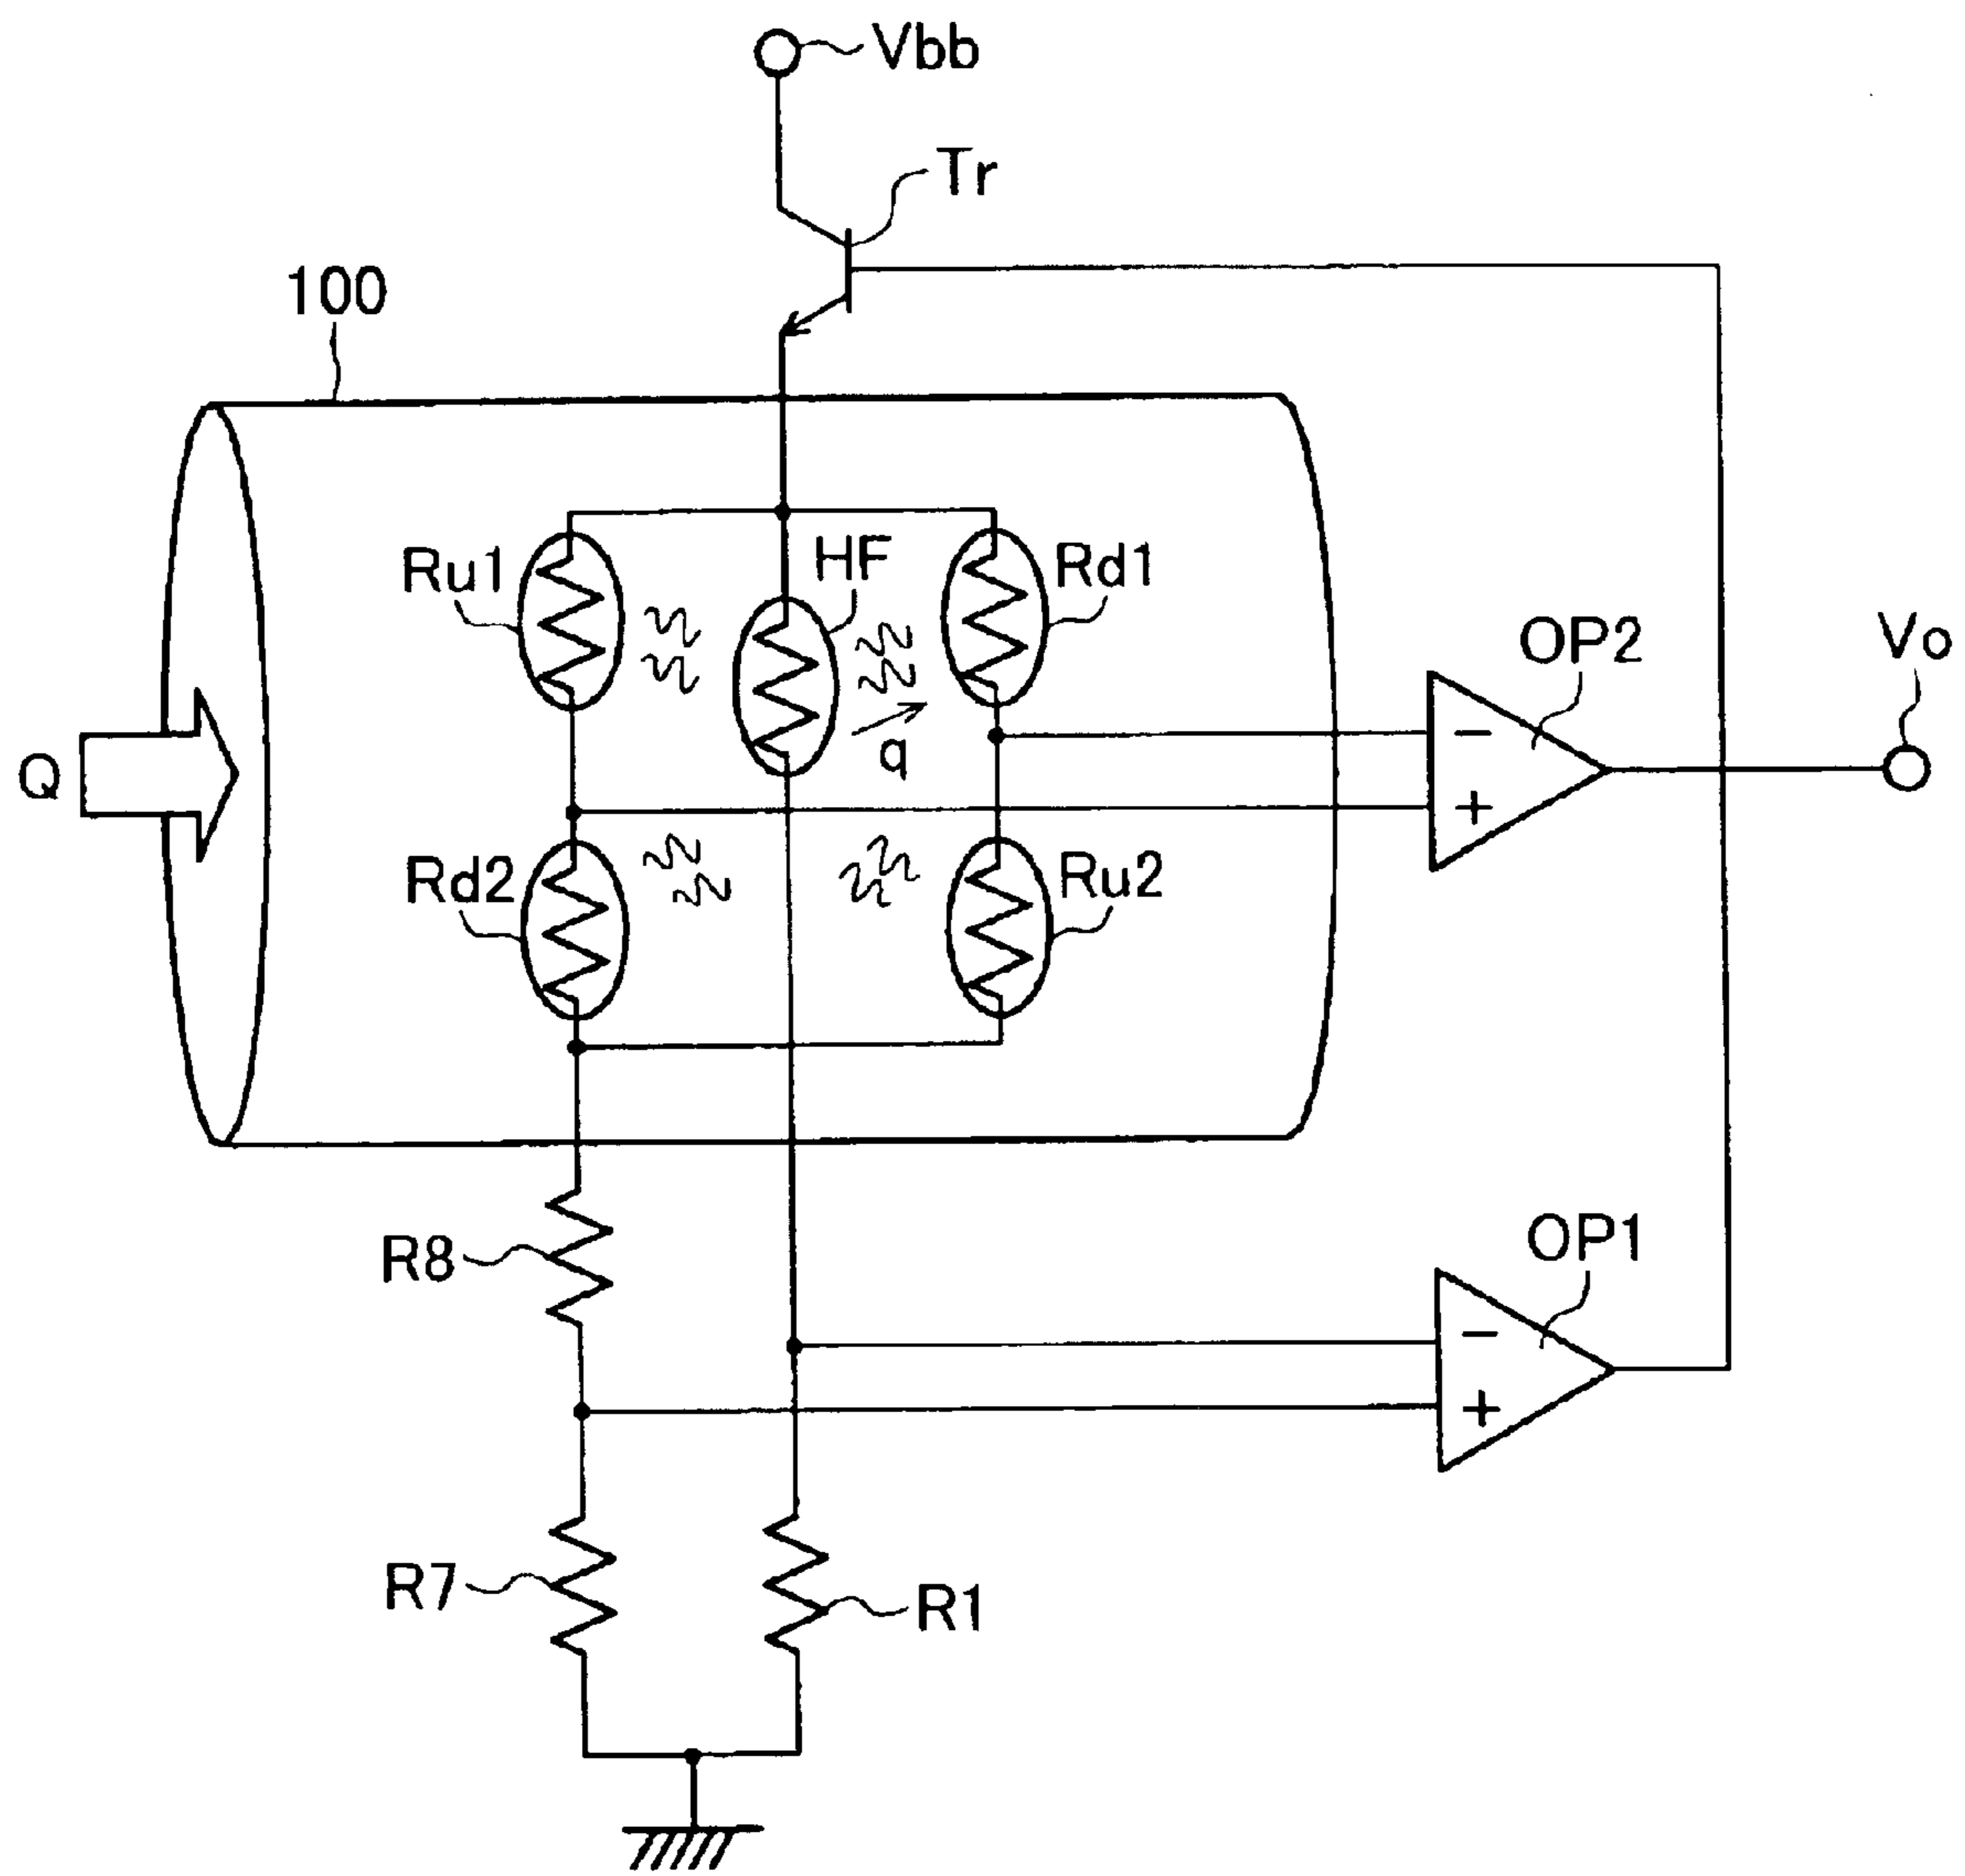 Vbb
Tr
100
Ru1
HF
Rd1
OP2
Vo
Q
q
−
+
Rd2
Ru2
R8
OP1
−
+
R7
R1